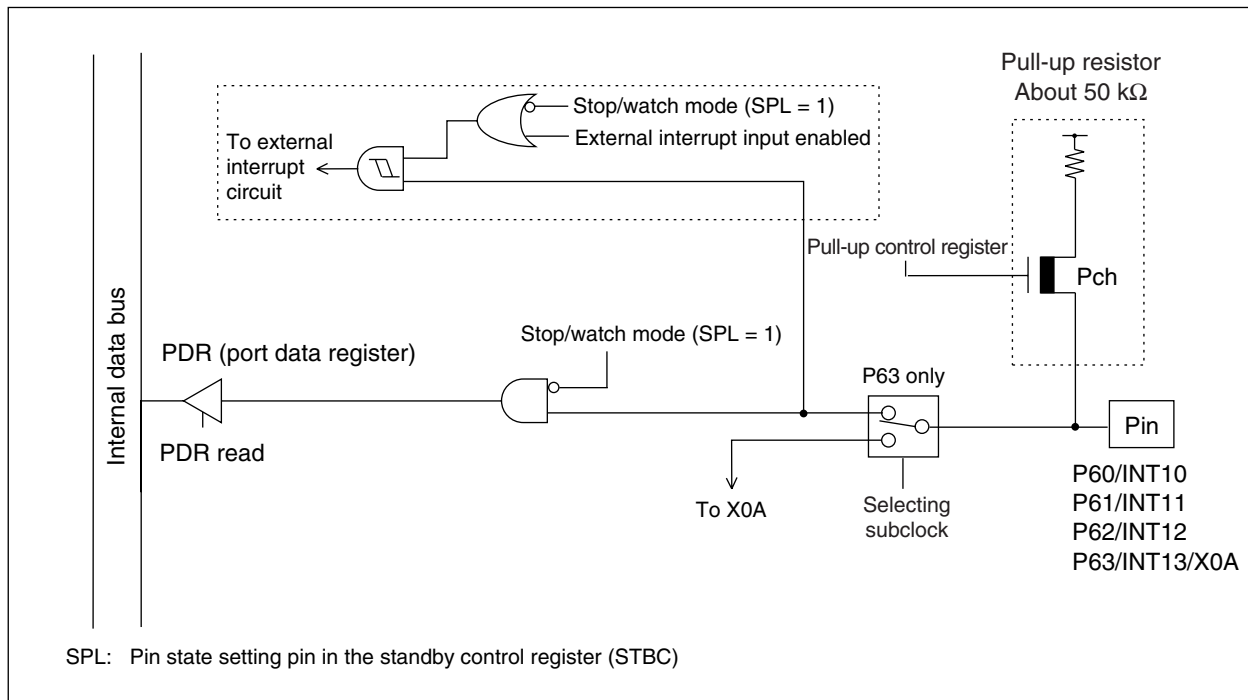 Pull-up resistor
About 50 kΩ
Stop/watch mode (SPL = 1)
External interrupt input enabled
To external
interrupt
circuit
Pull-up control register
Pch
Internal data bus
Stop/watch mode (SPL = 1)
PDR (port data register)
P63 only
Pin
PDR read
To X0A
Selecting
subclock
P60/INT10
P61/INT11
P62/INT12
P63/INT13/X0A
SPL: Pin state setting pin in the standby control register (STBC)